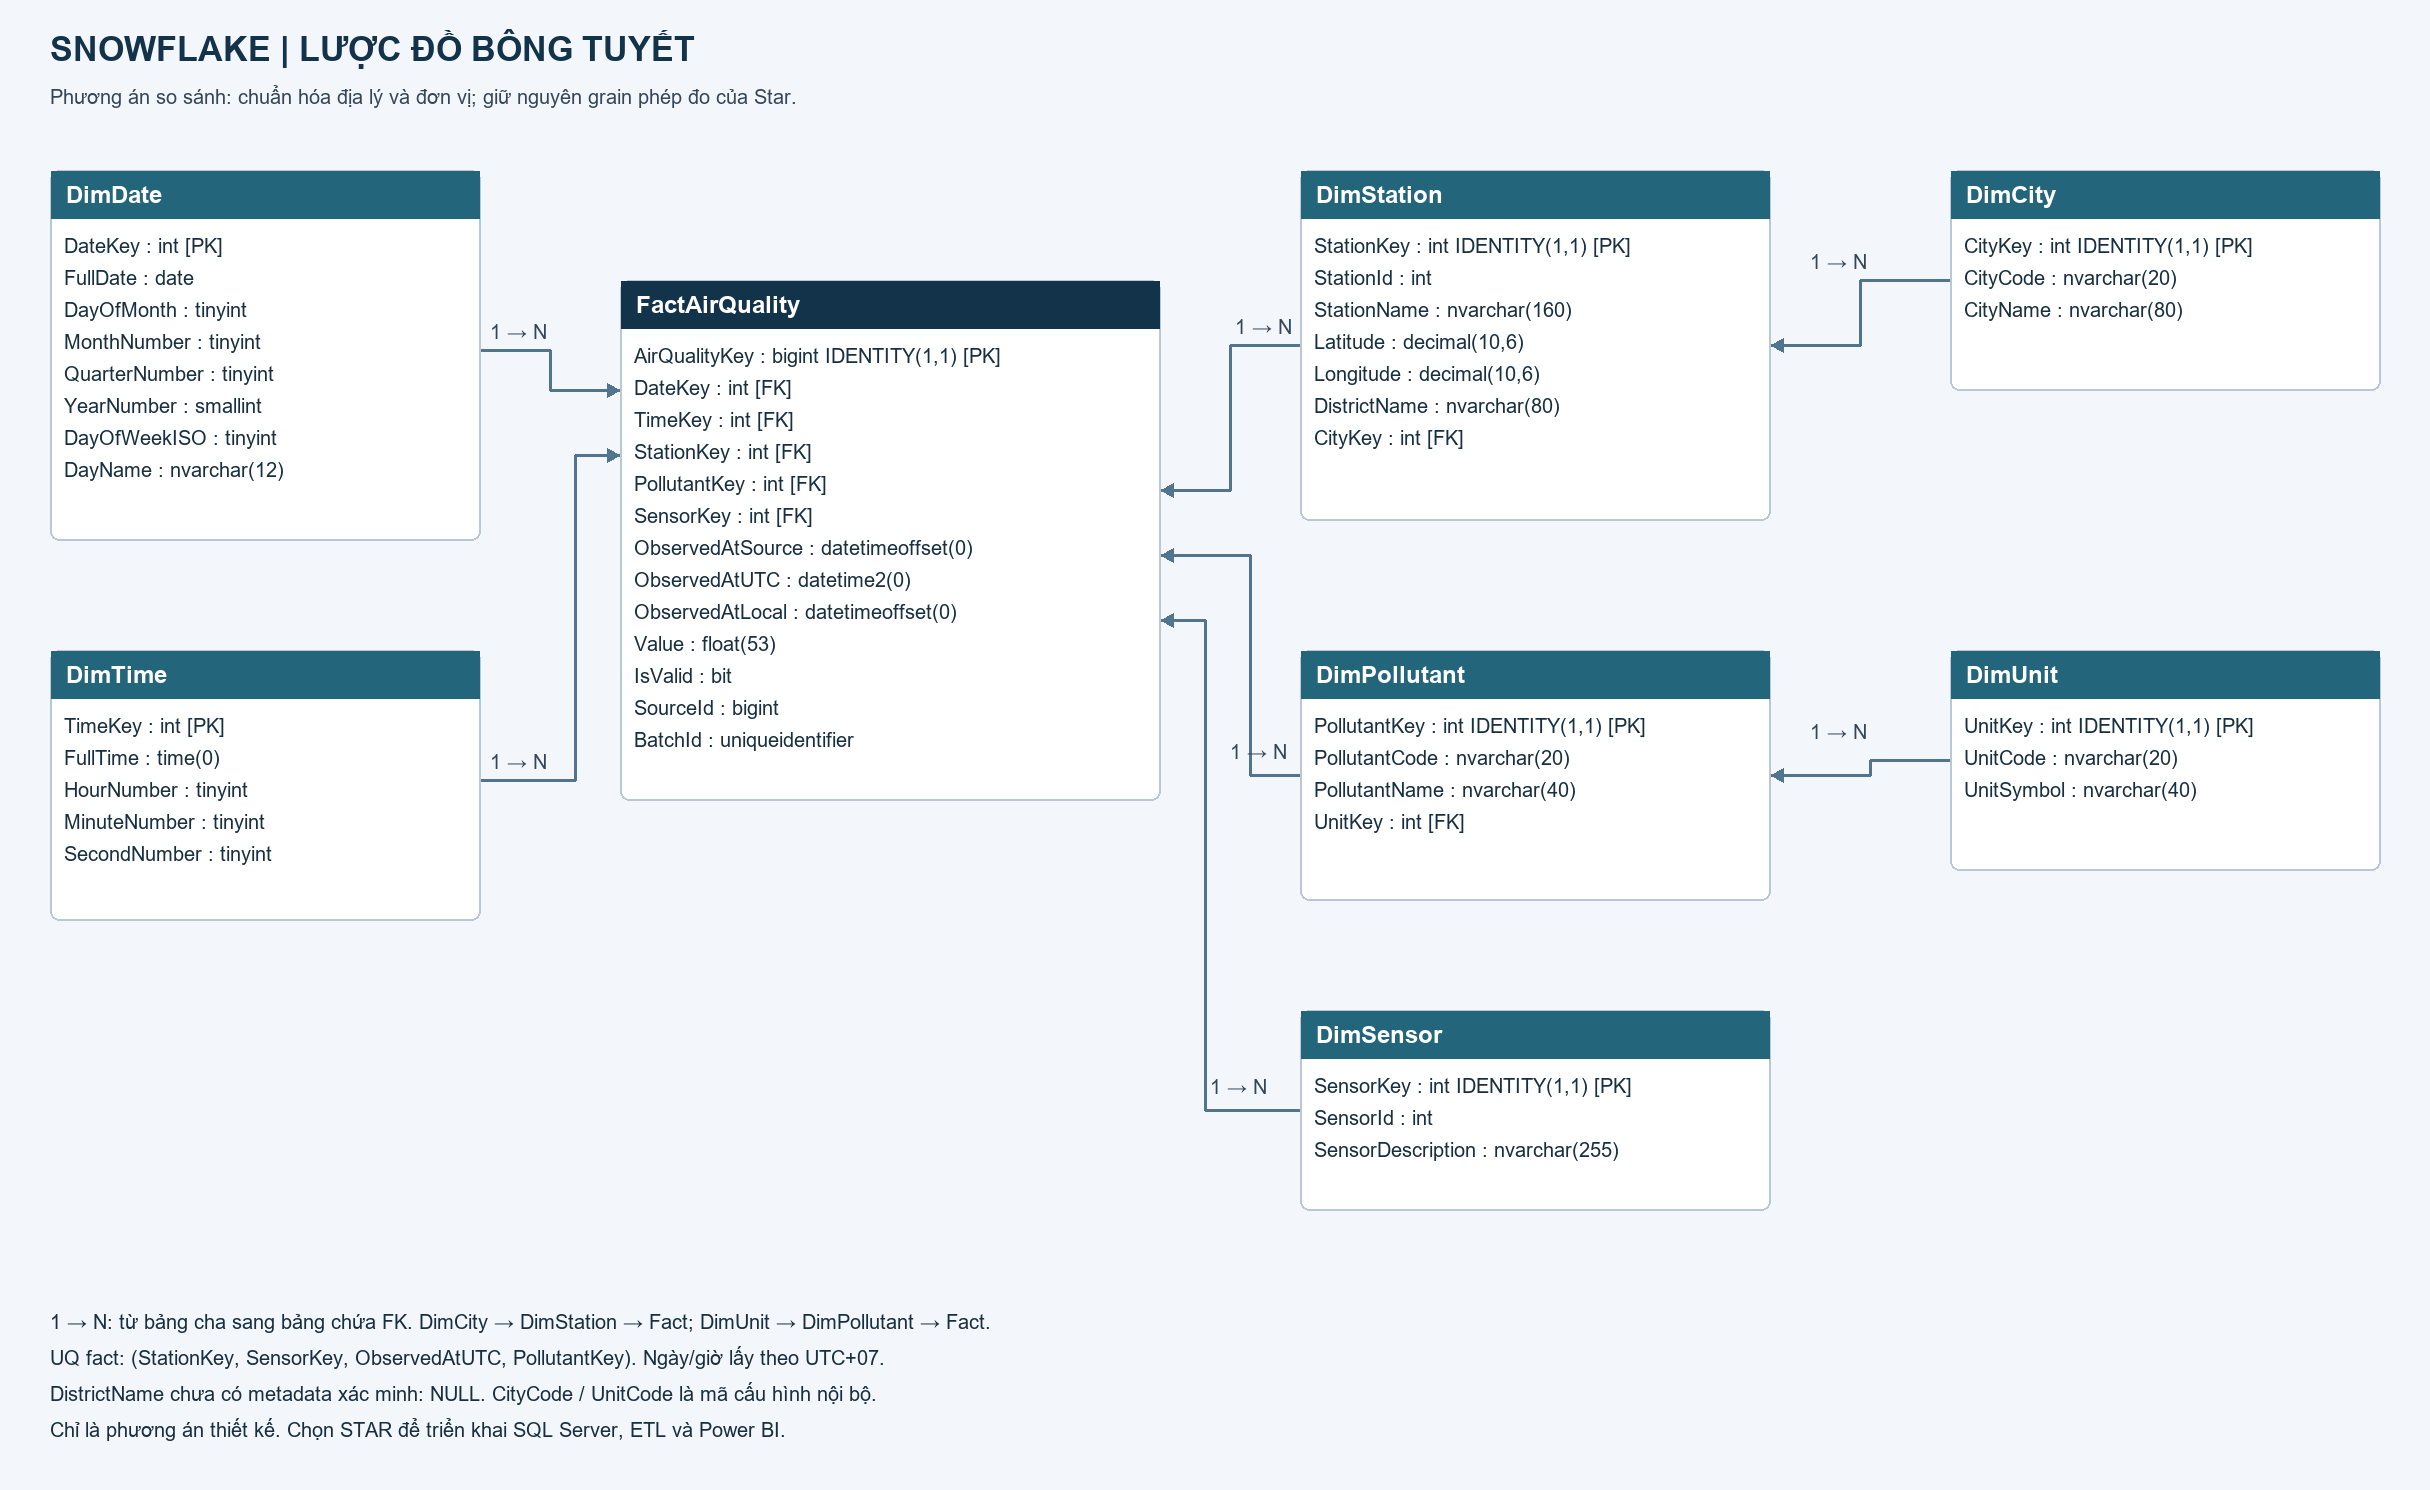 SNOWFLAKE | LƯỢC ĐỒ BÔNG TUYẾT
Phương án so sánh: chuẩn hóa địa lý và đơn vị; giữ nguyên grain phép đo của Star.
DimDate
DateKey : int [PK]
FullDate : date
DayOfMonth : tinyint
MonthNumber : tinyint
QuarterNumber : tinyint
YearNumber : smallint
DayOfWeekISO : tinyint
DayName : nvarchar(12)
1 → N
DimTime
TimeKey : int [PK]
FullTime : time(0)
HourNumber : tinyint
MinuteNumber : tinyint
SecondNumber : tinyint
1 → N
FactAirQuality
AirQualityKey : bigint IDENTITY(1,1) [PK]
DateKey : int [FK]
TimeKey : int [FK]
StationKey : int [FK]
PollutantKey : int [FK]
SensorKey : int [FK]
ObservedAtSource : datetimeoffset(0)
ObservedAtUTC : datetime2(0)
ObservedAtLocal : datetimeoffset(0)
Value : float(53)
IsValid : bit
SourceId : bigint
BatchId : uniqueidentifier
1 → N
DimStation
StationKey : int IDENTITY(1,1) [PK]
StationId : int
StationName : nvarchar(160)
Latitude : decimal(10,6)
Longitude : decimal(10,6)
DistrictName : nvarchar(80)
CityKey : int [FK]
1 → N
DimCity
CityKey : int IDENTITY(1,1) [PK]
CityCode : nvarchar(20)
CityName : nvarchar(80)
1 → N
DimPollutant
PollutantKey : int IDENTITY(1,1) [PK]
PollutantCode : nvarchar(20)
PollutantName : nvarchar(40)
UnitKey : int [FK]
1 → N
DimUnit
UnitKey : int IDENTITY(1,1) [PK]
UnitCode : nvarchar(20)
UnitSymbol : nvarchar(40)
1 → N
DimSensor
SensorKey : int IDENTITY(1,1) [PK]
SensorId : int
SensorDescription : nvarchar(255)
1 → N: từ bảng cha sang bảng chứa FK. DimCity → DimStation → Fact; DimUnit → DimPollutant → Fact.
UQ fact: (StationKey, SensorKey, ObservedAtUTC, PollutantKey). Ngày/giờ lấy theo UTC+07.
DistrictName chưa có metadata xác minh: NULL. CityCode / UnitCode là mã cấu hình nội bộ.
Chỉ là phương án thiết kế. Chọn STAR để triển khai SQL Server, ETL và Power BI.